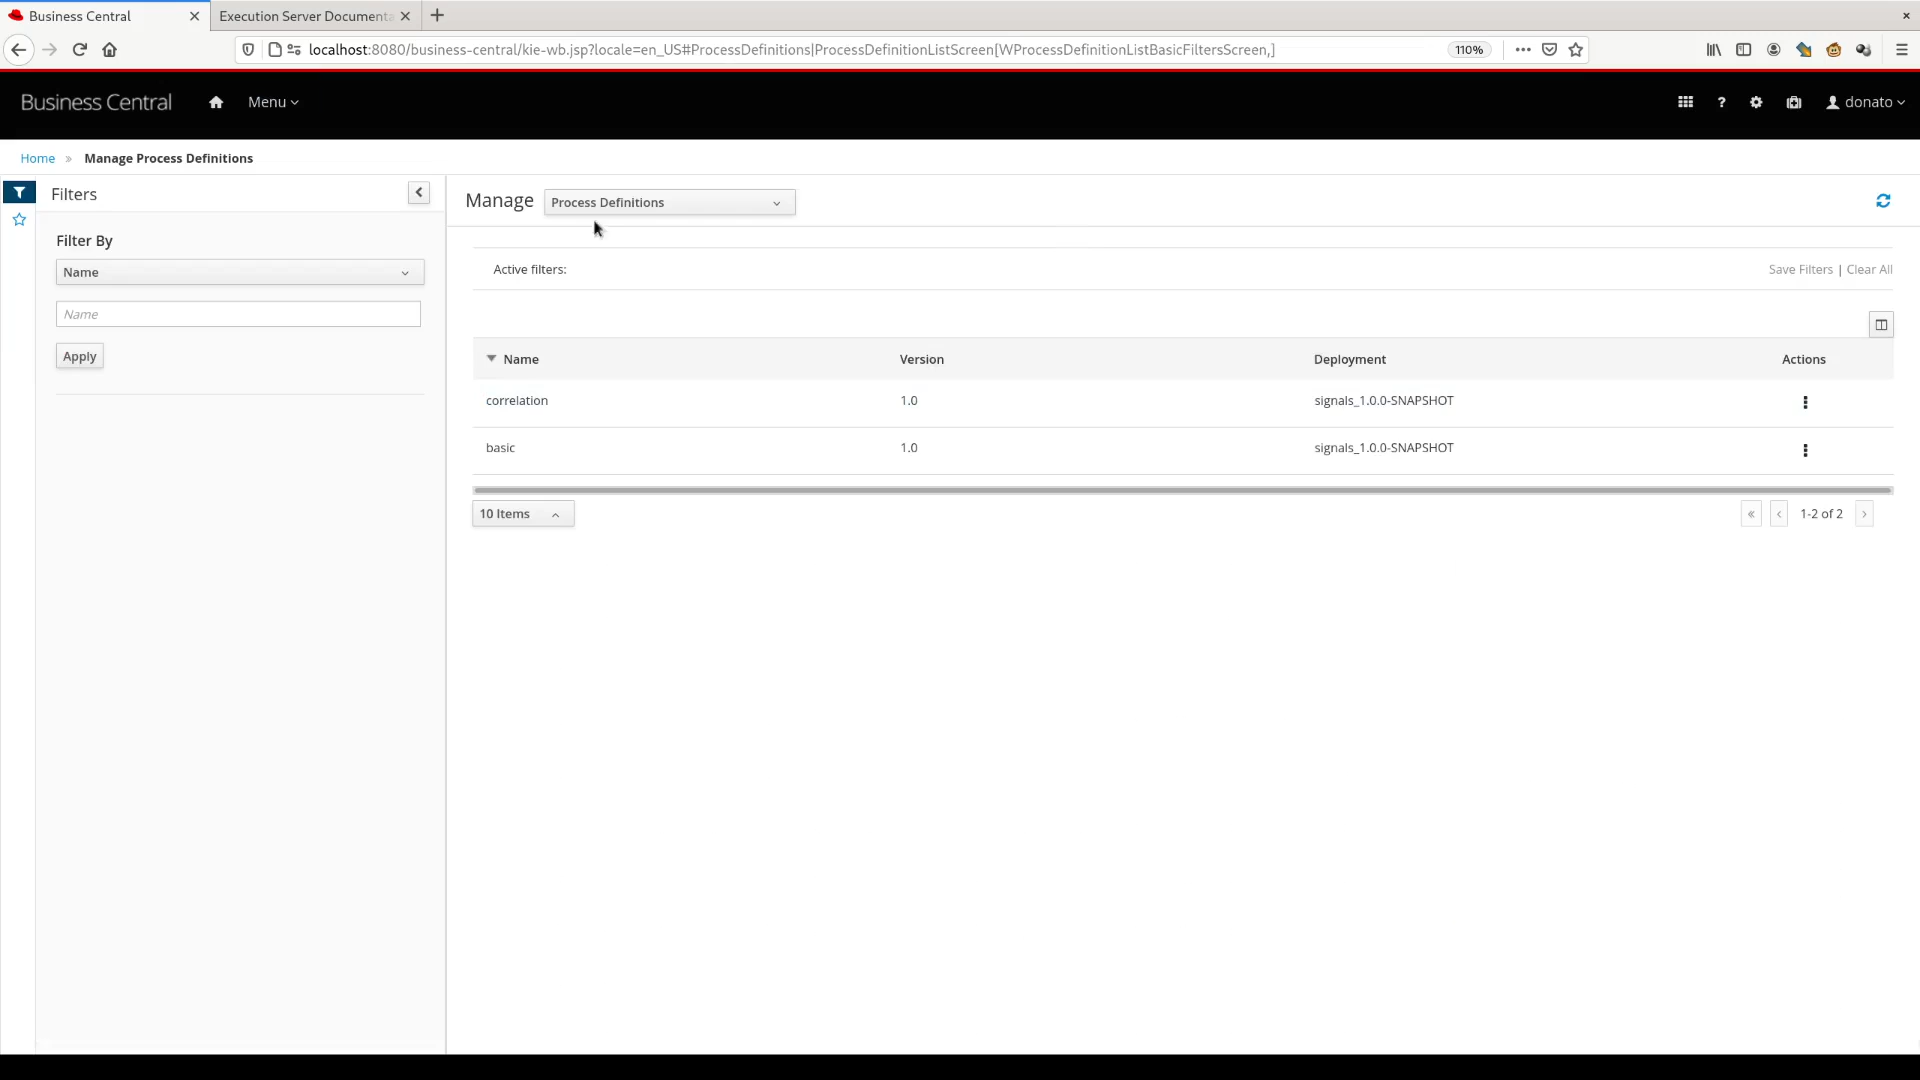 Business Central
Execution Server Documenta
localhost:8080/business-central/kie-wb.jsp?locale=en_US#ProcessDefinitions|ProcessDefinitionListScreen[WProcessDefinitionListBasicFiltersScreen,]
110%
Business Central
Menu
donato
Home » Manage Process Definitions
Filters
Filter By
Name
Name
Apply
Manage
Process Definitions
Active filters:
Save Filters | Clear All
Name Version Deployment Actions
correlation 1.0 signals_1.0.0-SNAPSHOT
basic 1.0 signals_1.0.0-SNAPSHOT
10 Items
1-2 of 2